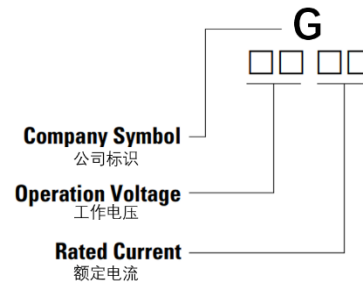 G
□□ □□
Company Symbol
公司标识
Operation Voltage
工作电压
Rated Current
额定电流